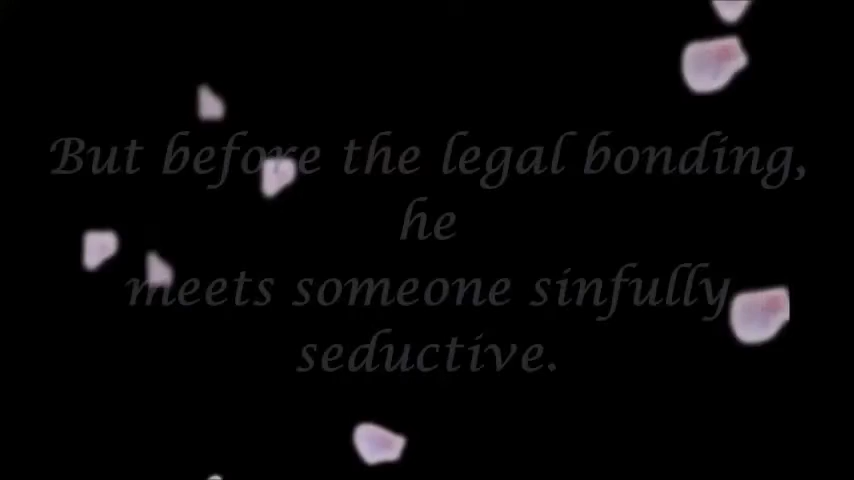 But before the legal bonding,
he
meets someone sinfully
seductive.